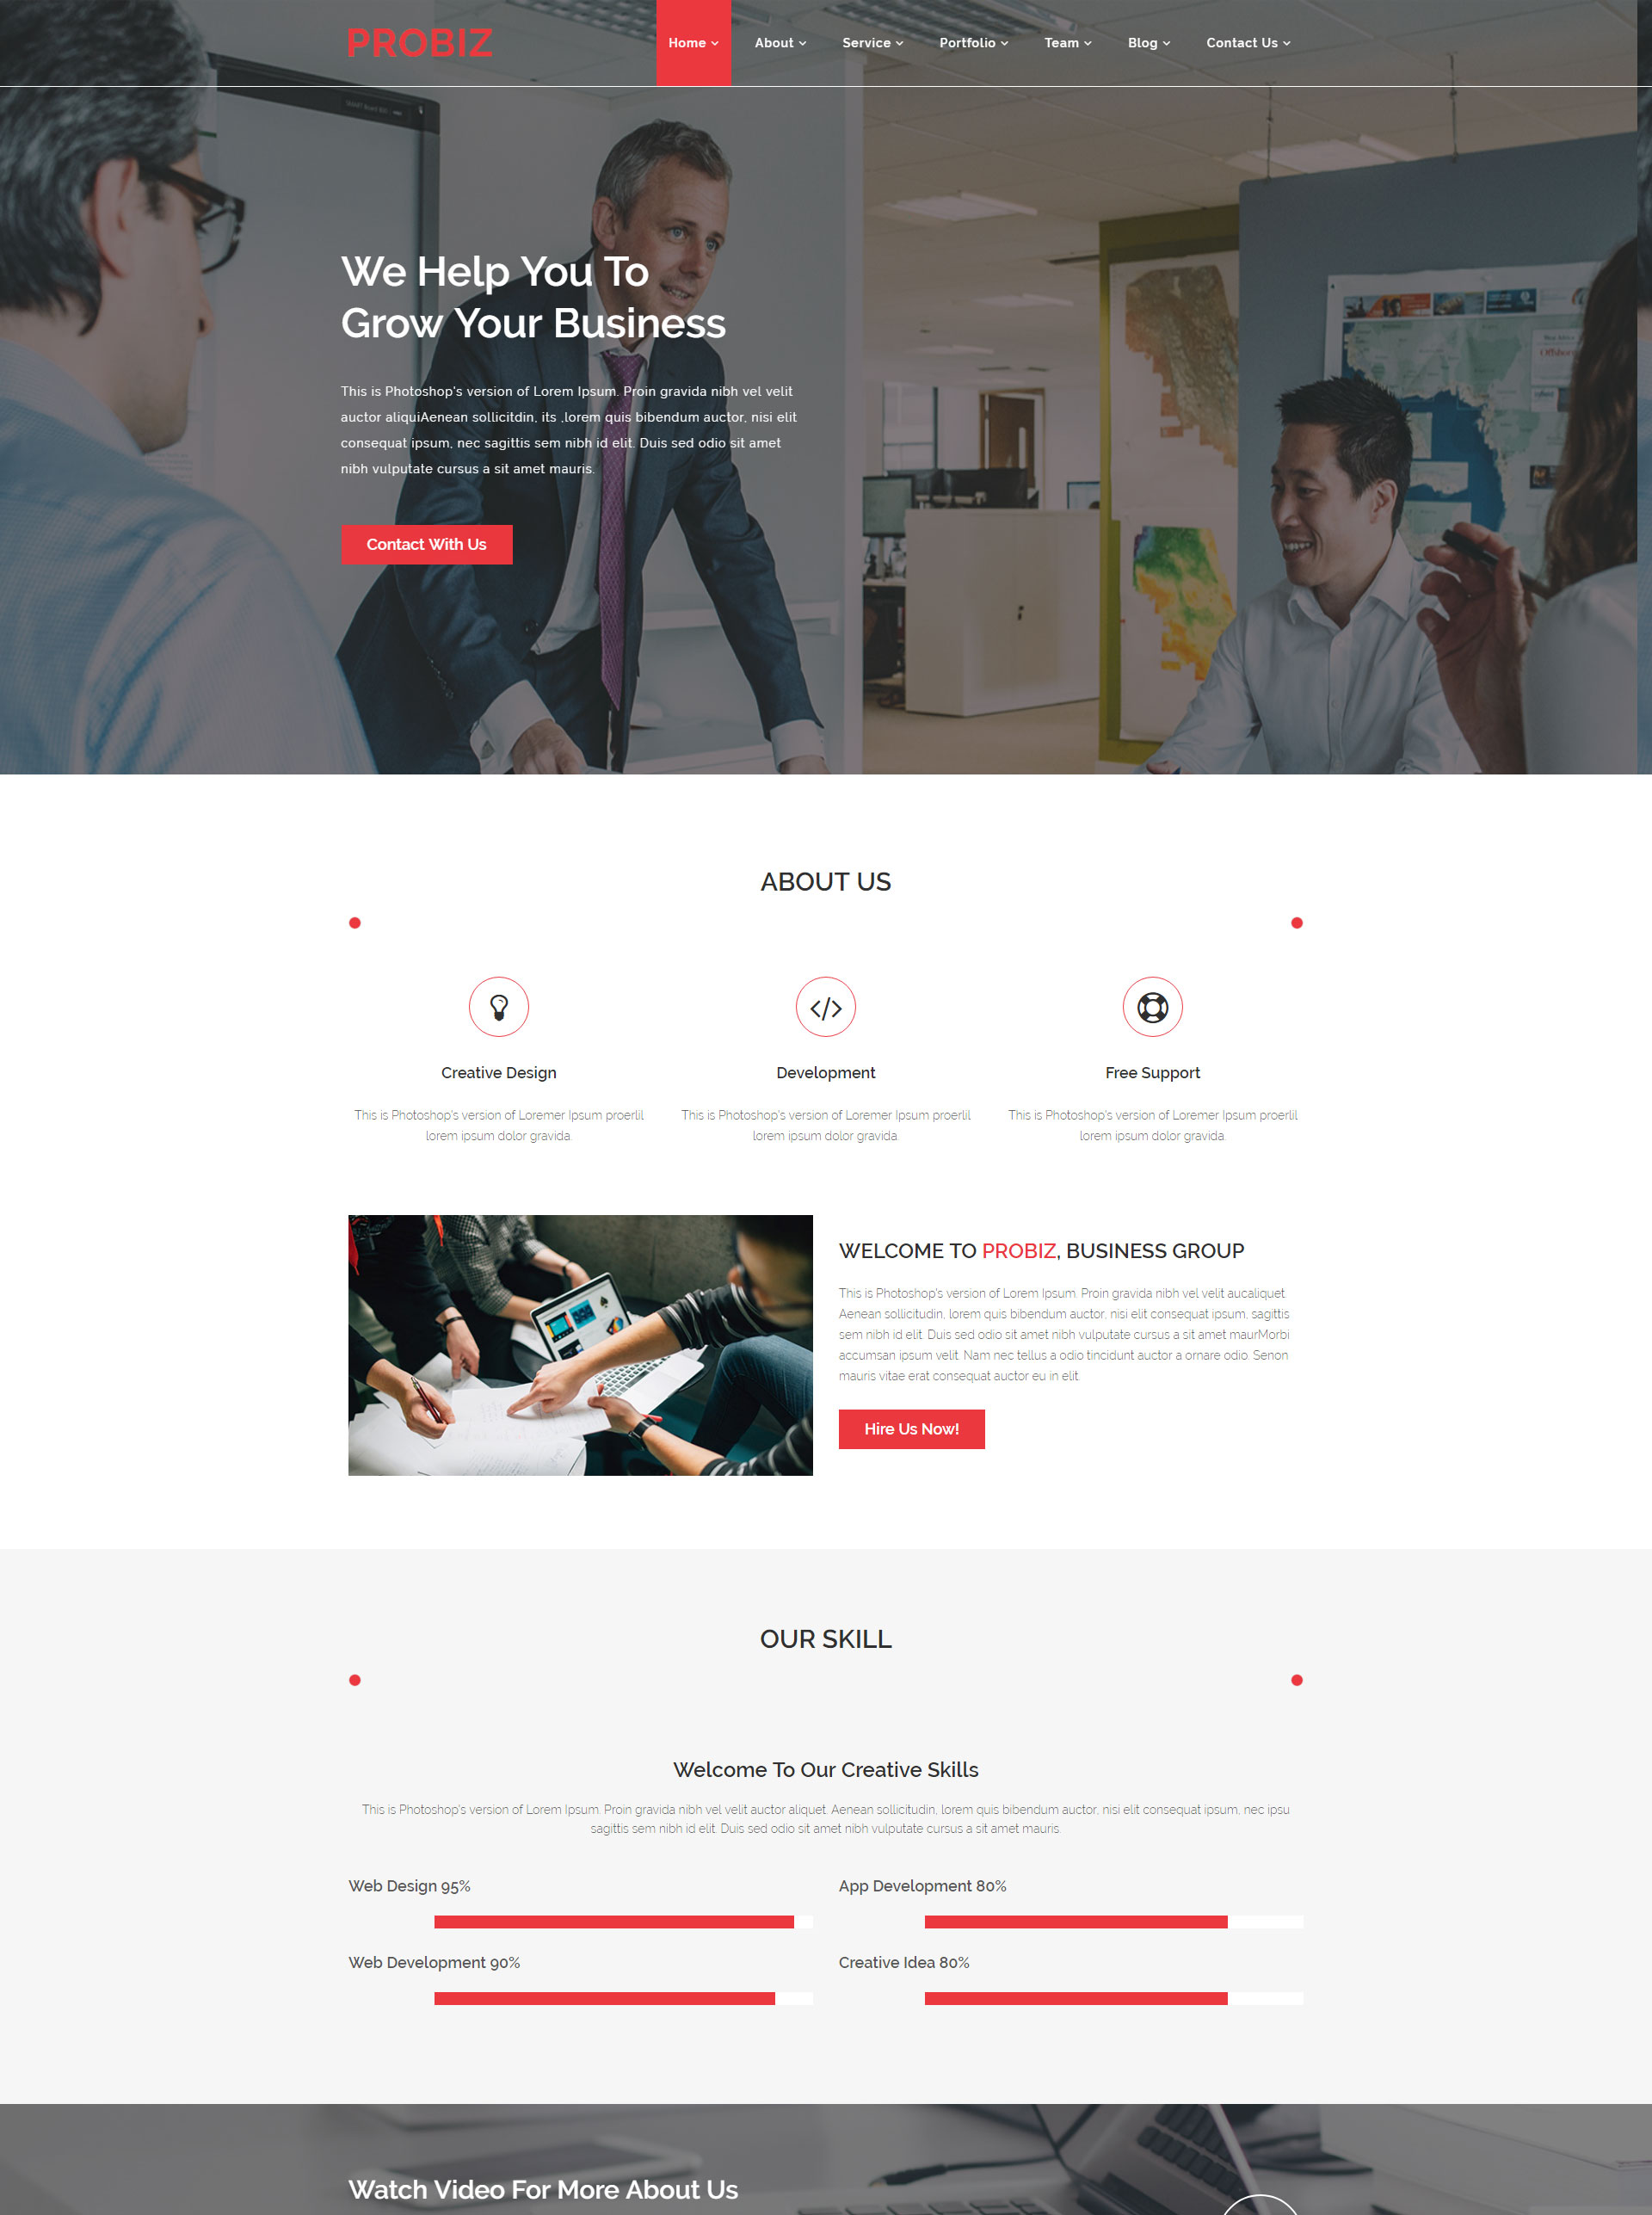 PROBIZ
Home
About
Service
Portfolio
Team
Blog
Contact Us
We Help You To
Grow Your Business
This is Photoshop's version of Lorem Ipsum. Proin gravida nibh vel velit
auctor aliquiAenean sollicitdin, its ,lorem quis bibendum auctor, nisi elit
consequat ipsum, nec sagittis sem nibh id elit. Duis sed odio sit amet
nibh vulputate cursus a sit amet mauris.
Contact With Us
ABOUT US
Creative Design
This is Photoshop's version of Loremer Ipsum proerlil
lorem ipsum dolor gravida.
Development
This is Photoshop's version of Loremer Ipsum proerlil
lorem ipsum dolor gravida.
Free Support
This is Photoshop's version of Loremer Ipsum proerlil
lorem ipsum dolor gravida.
WELCOME TO PROBIZ, BUSINESS GROUP
This is Photoshop's version of Lorem Ipsum. Proin gravida nibh vel velit aucaliquet.
Aenean sollicitudin, lorem quis bibendum auctor, nisi elit consequat ipsum, sagittis
sem nibh id elit. Duis sed odio sit amet nibh vulputate cursus a sit amet maurMorbi
accumsan ipsum velit. Nam nec tellus a odio tincidunt auctor a ornare odio. Senon
mauris vitae erat consequat auctor eu in elit.
Hire Us Now!
OUR SKILL
Welcome To Our Creative Skills
This is Photoshop's version of Lorem Ipsum. Proin gravida nibh vel velit auctor aliquet. Aenean sollicitudin, lorem quis bibendum auctor, nisi elit consequat ipsum, nec ipsu
sagittis sem nibh id elit. Duis sed odio sit amet nibh vulputate cursus a sit amet mauris.
Web Design 95%
App Development 80%
Web Development 90%
Creative Idea 80%
Watch Video For More About Us